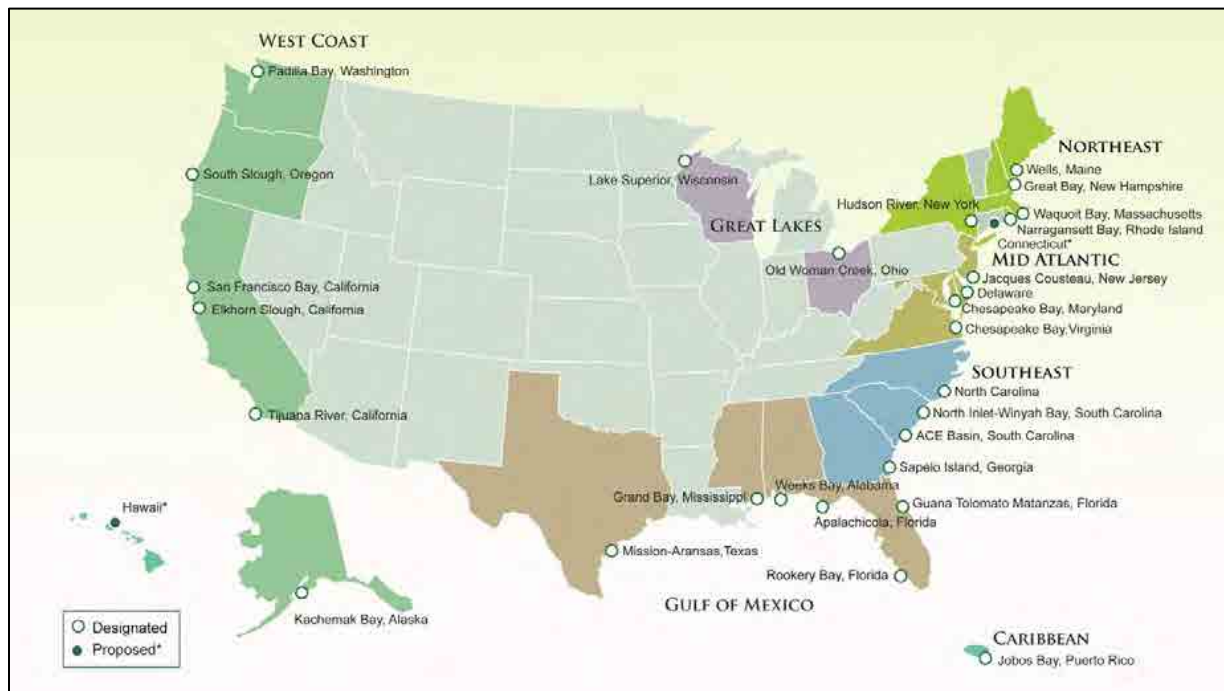 WEST COAST
Padilla Bay, Washington
South Slough, Oregon
San Francisco Bay, California
Elkhorn Slough, California
Tijuana River, California
Hawaii*
Kachemak Bay, Alaska
Designated
Proposed*
Lake Superior, Wisconsin
GREAT LAKES
Old Woman Creek, Ohio
NORTHEAST
Wells, Maine
Great Bay, New Hampshire
Hudson River, New York
Waquoit Bay, Massachusetts
Narragansett Bay, Rhode Island
Connecticut*
MID ATLANTIC
Jacques Cousteau, New Jersey
Delaware
Chesapeake Bay, Maryland
Chesapeake Bay,Virginia
SOUTHEAST
North Carolina
North Inlet-Winyah Bay, South Carolina
ACE Basin, South Carolina
Sapelo Island, Georgia
Grand Bay, Mississippi
Weeks Bay, Alabama
Apalachicola, Florida
Guana Tolomato Matanzas, Florida
Mission-Aransas,Texas
Rookery Bay, Florida
GULF OF MEXICO
CARIBBEAN
Jobos Bay, Puerto Rico